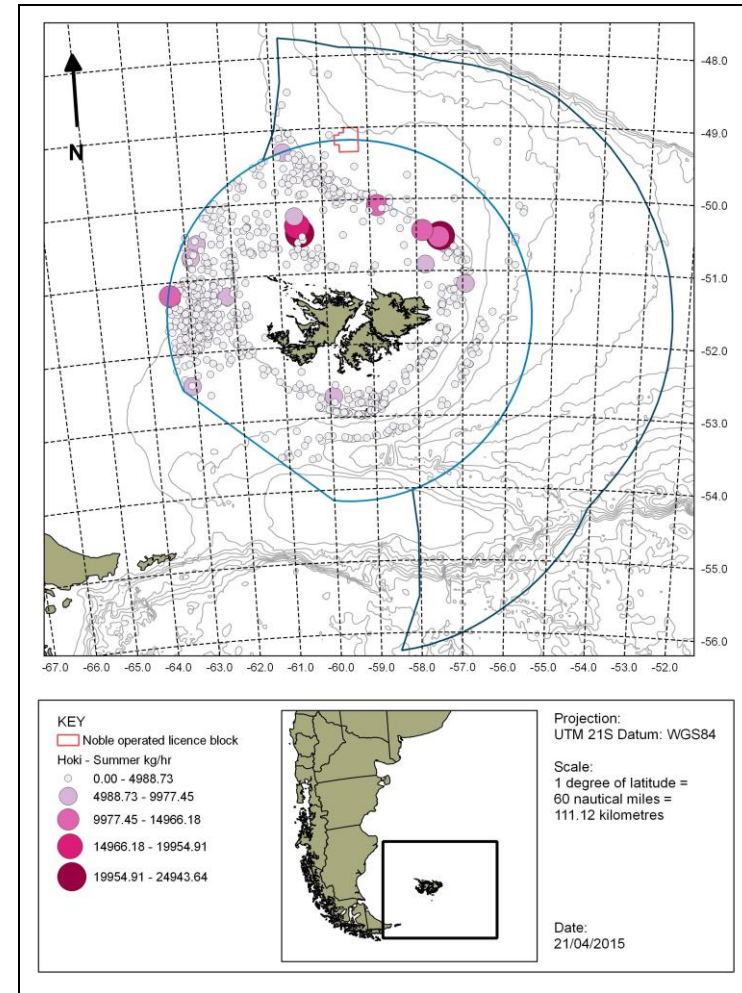 N
-48.0
-49.0
-50.0
-51.0
-52.0
-53.0
-54.0
-55.0
-56.0
-67.0 -66.0 -65.0 -64.0 -63.0 -62.0 -61.0 -60.0 -59.0 -58.0 -57.0 -56.0 -55.0 -54.0 -53.0 -52.0
KEY
Noble operated licence block
Hoki - Summer kg/hr
0.00 - 4988.73
4988.73 - 9977.45
9977.45 - 14966.18
14966.18 - 19954.91
19954.91 - 24943.64
Projection:
UTM 21S Datum: WGS84
Scale:
1 degree of latitude =
60 nautical miles =
111.12 kilometres
Date:
21/04/2015